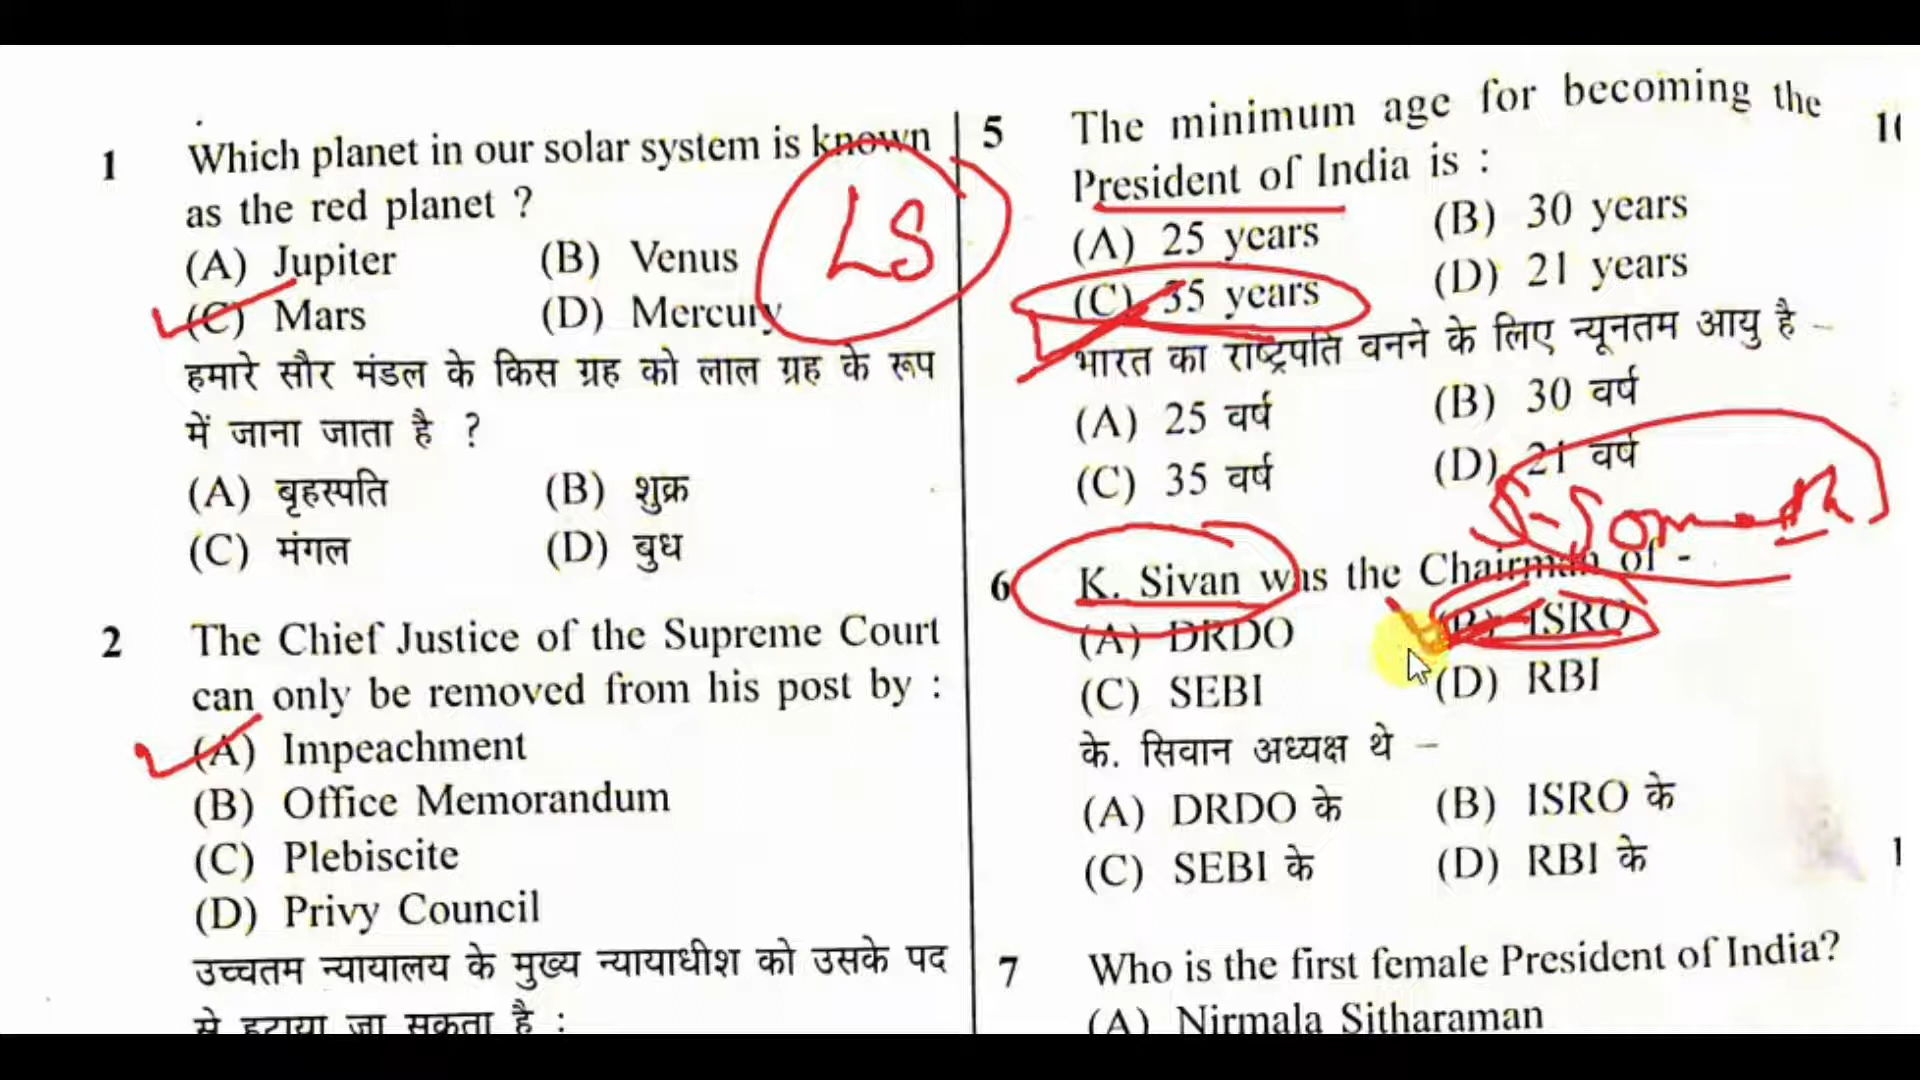 1 Which planet in our solar system is known
as the red planet ?
(A) Jupiter (B) Venus
(C) Mars (D) Mercury
LS
हमारे सौर मंडल के किस ग्रह को लाल ग्रह के रूप
में जाना जाता है ?
(A) बृहस्पति (B) शुक्र
(C) मंगल (D) बुध
2 The Chief Justice of the Supreme Court
can only be removed from his post by :
(A) Impeachment
(B) Office Memorandum
(C) Plebiscite
(D) Privy Council
उच्चतम न्यायालय के मुख्य न्यायाधीश को उसके पद
से हटाया जा सकता है :
5 The minimum age for becoming the
President of India is :
(A) 25 years (B) 30 years
(C) 35 years (D) 21 years
भारत का राष्ट्रपति बनने के लिए न्यूनतम आयु है –
(A) 25 वर्ष (B) 30 वर्ष
(C) 35 वर्ष (D) 21 वर्ष
6 K. Sivan was the Chairman of -
(A) DRDO (B) ISRO
(C) SEBI (D) RBI
के. सिवान अध्यक्ष थे –
(A) DRDO के (B) ISRO के
(C) SEBI के (D) RBI के
7 Who is the first female President of India?
(A) Nirmala Sitharaman